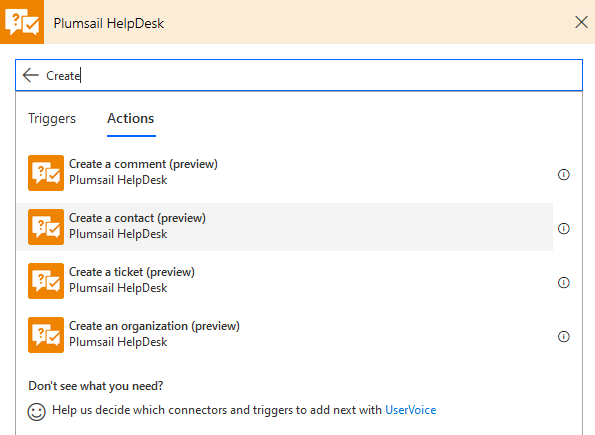 Plumsail HelpDesk
Create
Triggers Actions
Create a comment (preview)
Plumsail HelpDesk
Create a contact (preview)
Plumsail HelpDesk
Create a ticket (preview)
Plumsail HelpDesk
Create an organization (preview)
Plumsail HelpDesk
Don't see what you need?
Help us decide which connectors and triggers to add next with UserVoice